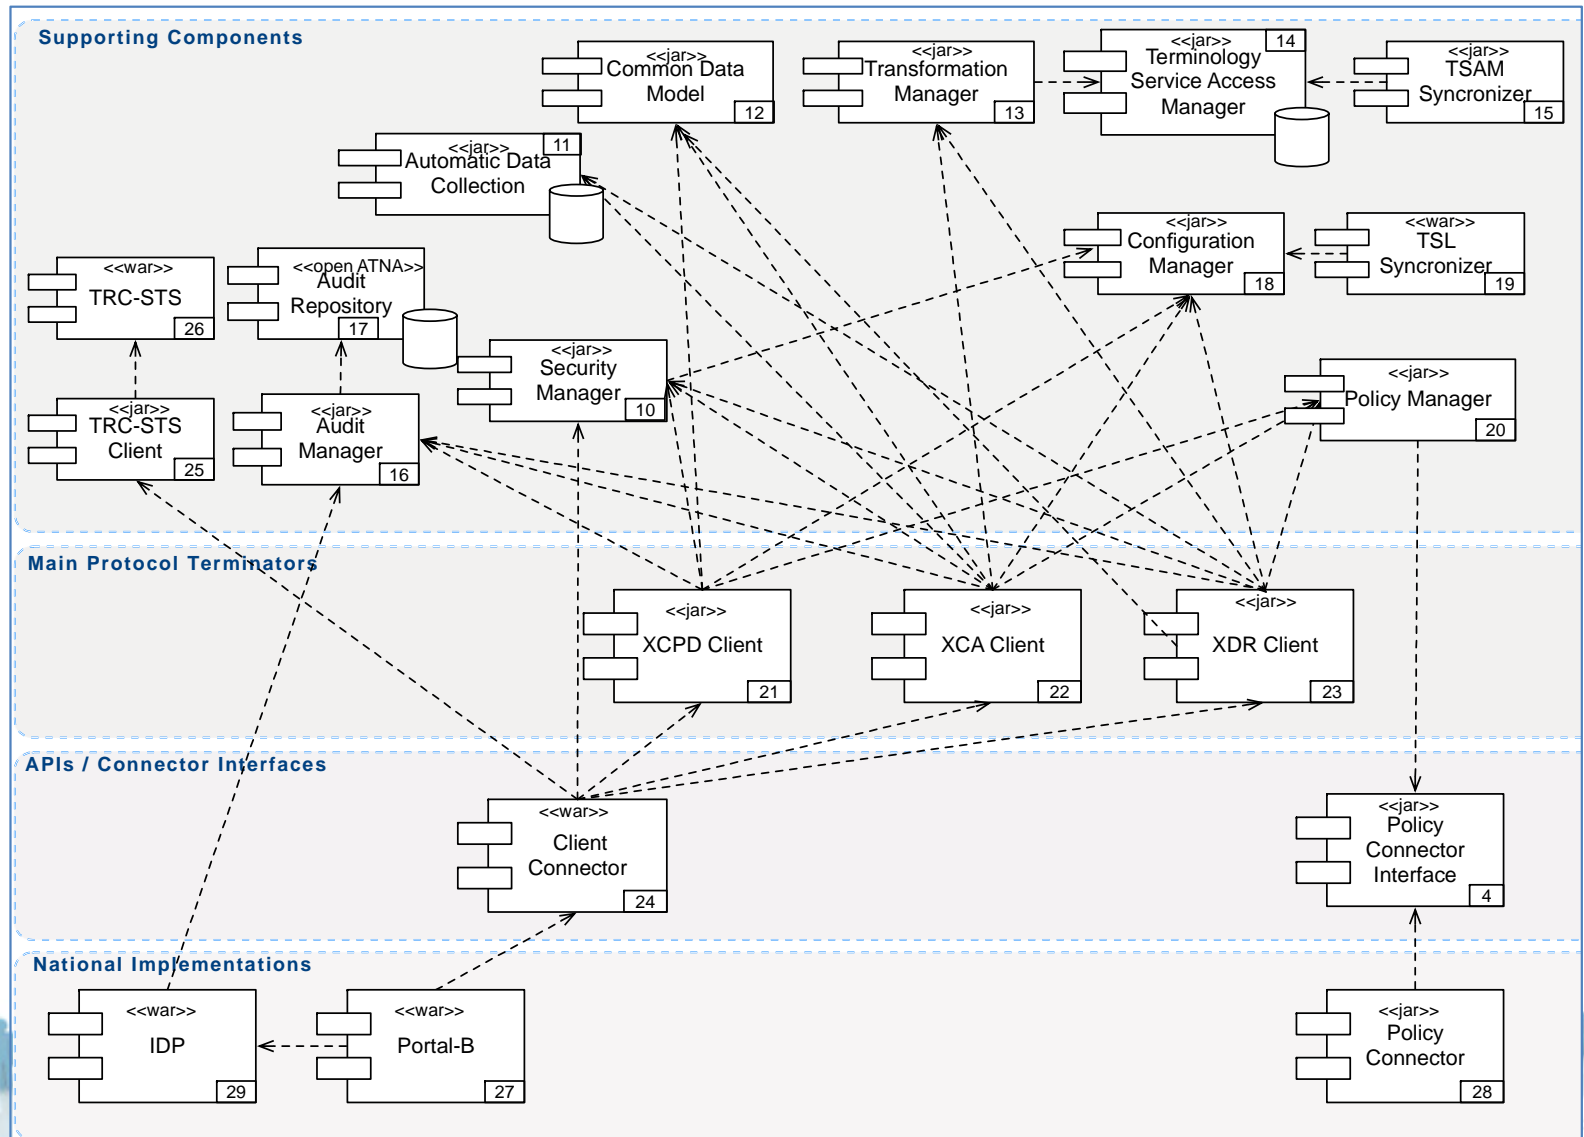 Supporting Components
<<jar>>
Common Data
Model
12
<<jar>>
Transformation
Manager
13
<<jar>>
14
Terminology
Service Access
Manager
<<jar>>
TSAM
Syncronizer
15
<<jar>>
11
Automatic Data
Collection
<<jar>>
Configuration
Manager
18
<<war>>
TSL
Syncronizer
19
<<war>>
TRC-STS
26
<<open ATNA>>
Audit
Repository
17
<<jar>>
Security
Manager
10
<<jar>>
Policy Manager
20
<<jar>>
TRC-STS
Client
25
<<jar>>
Audit
Manager
16
Main Protocol Terminators
<<jar>>
XCPD Client
21
<<jar>>
XCA Client
22
<<jar>>
XDR Client
23
APIs / Connector Interfaces
<<war>>
Client
Connector
24
<<jar>>
Policy
Connector
Interface
4
National Implementations
<<war>>
IDP
29
<<war>>
Portal-B
27
<<jar>>
Policy
Connector
28